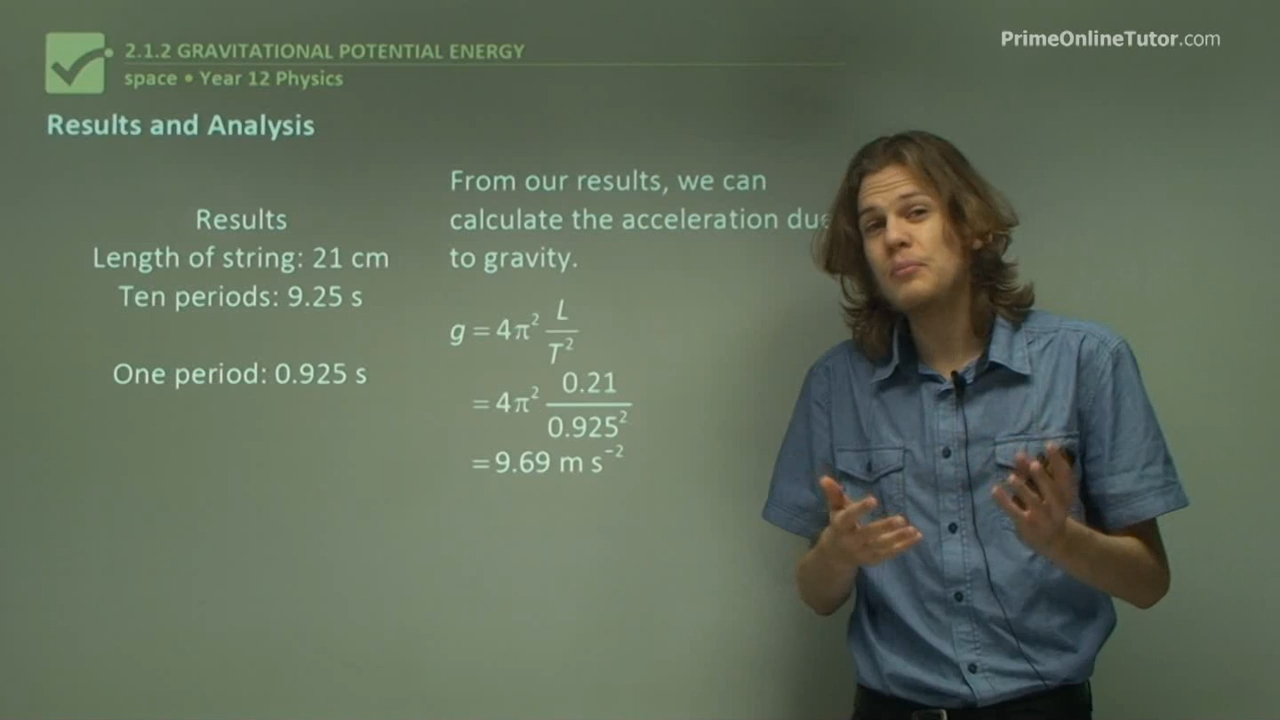 PrimeOnlineTutor.com
2.1.2 GRAVITATIONAL POTENTIAL ENERGY
space • Year 12 Physics
Results and Analysis
Results
Length of string: 21 cm
Ten periods: 9.25 s
One period: 0.925 s
From our results, we can
calculate the acceleration due
to gravity.
g = 4π² L/T²
= 4π² 0.21/0.925²
= 9.69 m s⁻²